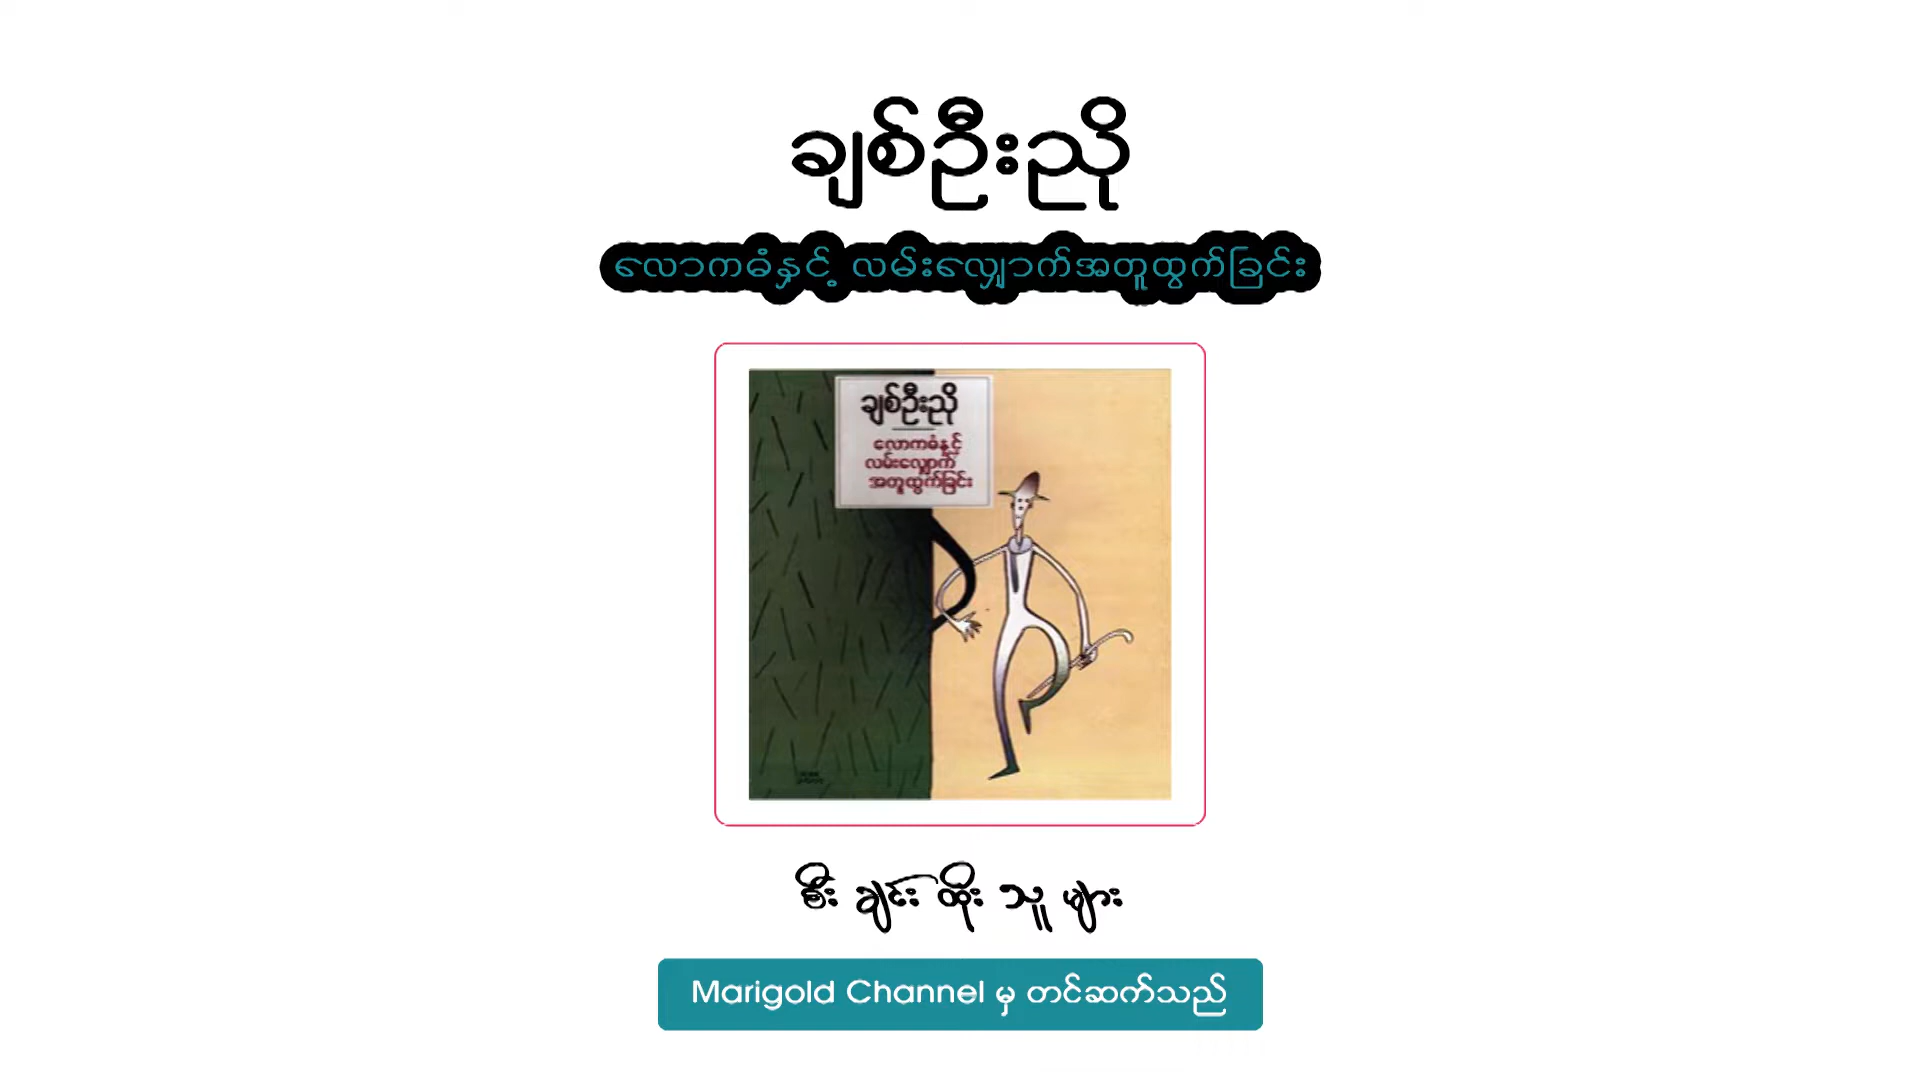 ချစ်ဦးညို
လောကဓံနှင့် လမ်းလျှောက်အတူထွက်ခြင်း
ချစ်ဦးညို
လောကဓံနှင့်
လမ်းလျှောက်
အတူထွက်ခြင်း
စီး ချင်း ထိုး သူ များ
Marigold Channel မှ တင်ဆက်သည်